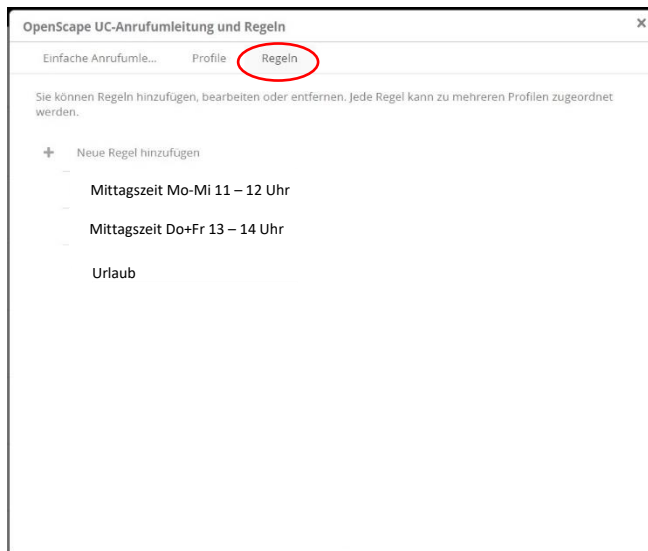 OpenScape UC-Anrufumleitung und Regeln
Einfache Anrufumle... Profile Regeln
Sie können Regeln hinzufügen, bearbeiten oder entfernen. Jede Regel kann zu mehreren Profilen zugeordnet
werden.
+ Neue Regel hinzufügen
Mittagszeit Mo-Mi 11 – 12 Uhr
Mittagszeit Do+Fr 13 – 14 Uhr
Urlaub